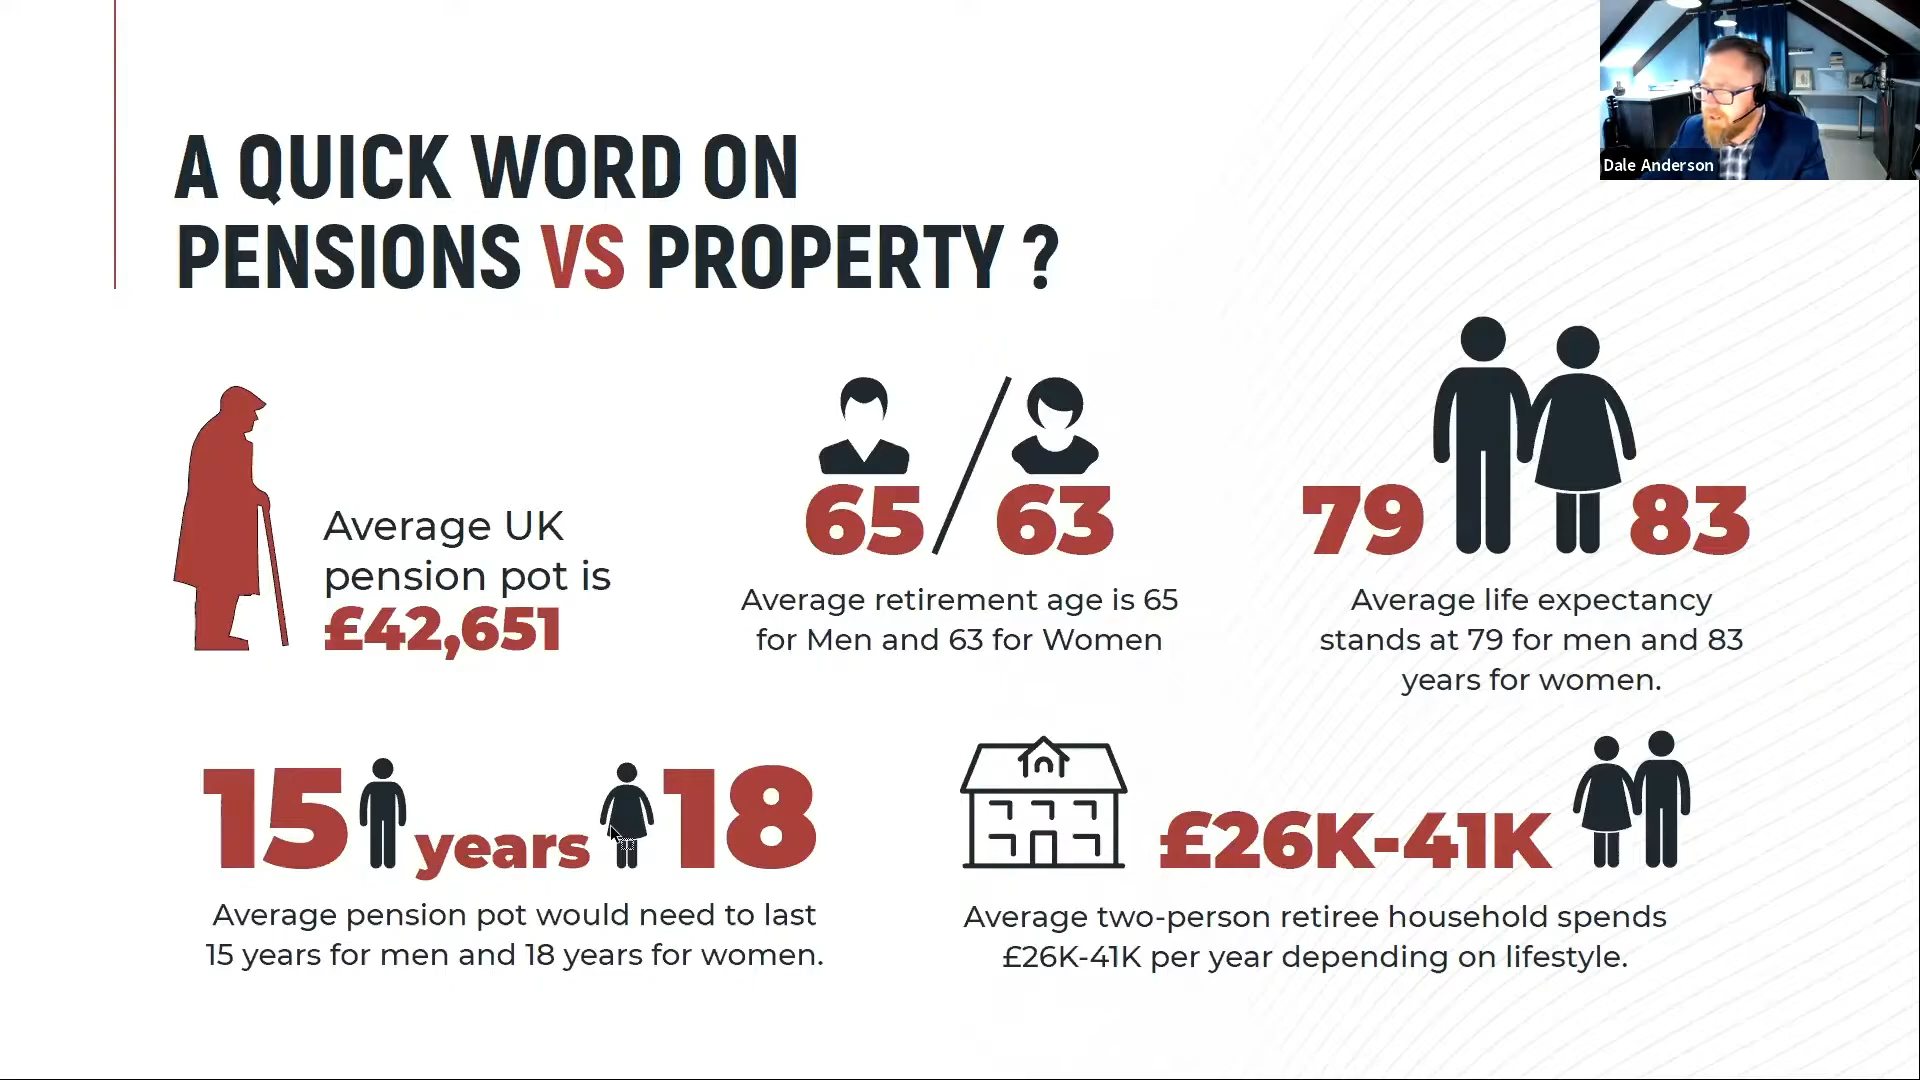 Dale Anderson
A QUICK WORD ON
PENSIONS VS PROPERTY ?
Average UK
pension pot is
£42,651
65 / 63
Average retirement age is 65
for Men and 63 for Women
79 83
Average life expectancy
stands at 79 for men and 83
years for women.
15 years 18
Average pension pot would need to last
15 years for men and 18 years for women.
£26K-41K
Average two-person retiree household spends
£26K-41K per year depending on lifestyle.